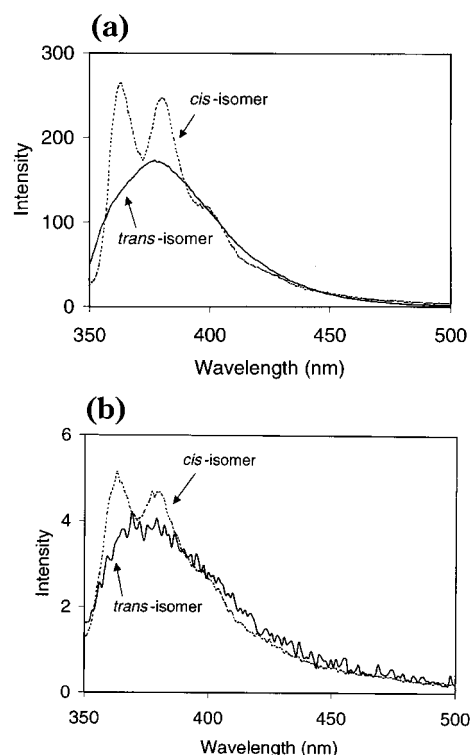 (a)
300
200
100
0
Intensity
cis-isomer
trans-isomer
350 400 450 500
Wavelength (nm)
(b)
6
4
2
0
Intensity
cis-isomer
trans-isomer
350 400 450 500
Wavelength (nm)